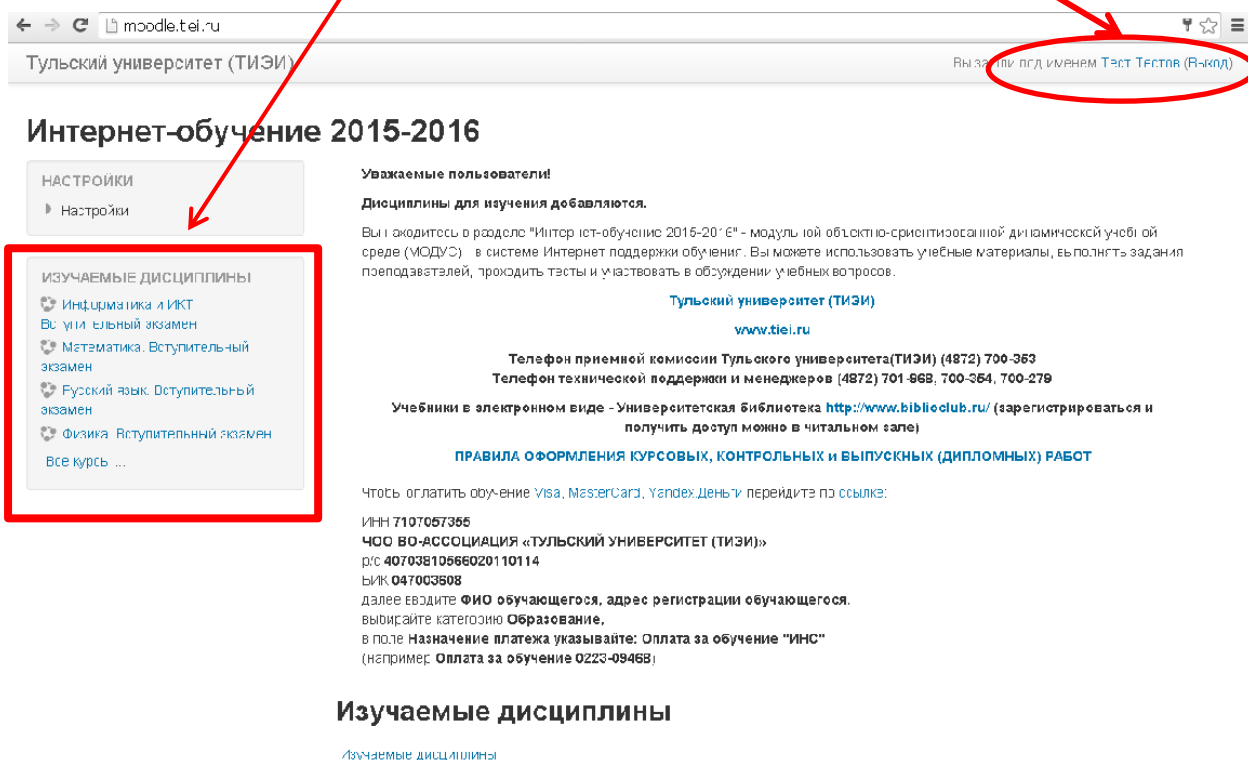 moodle.tiei.ru
Тульский университет (ТИЭИ)
Вы зашли под именем Тест Тестов (Выход)
Интернет-обучение 2015-2016
НАСТРОЙКИ
Настройки
ИЗУЧАЕМЫЕ ДИСЦИПЛИНЫ
Информатика и ИКТ
Вступительный экзамен
Математика. Вступительный
экзамен
Русский язык. Вступительный
экзамен
Физика. Вступительный экзамен
Все курсы ...
Уважаемые пользователи!
Дисциплины для изучения добавляются.
Вы находитесь в разделе "Интернет-обучение 2015-2016" - модульной объектно-ориентированной динамической учебной
среде (МОДУС) - в системе Интернет поддержки обучения. Вы можете использовать учебные материалы, выполнять задания
преподавателей, проходить тесты и участвовать в обсуждении учебных вопросов.
Тульский университет (ТИЭИ)
www.tiei.ru
Телефон приемной комиссии Тульского университета(ТИЭИ) (4872) 700-353
Телефон технической поддержки и менеджеров (4872) 701-968, 700-354, 700-279
Учебники в электронном виде - Университетская библиотека http://www.biblioclub.ru/ (зарегистрироваться и
получить доступ можно в читальном зале)
ПРАВИЛА ОФОРМЛЕНИЯ КУРСОВЫХ, КОНТРОЛЬНЫХ и ВЫПУСКНЫХ (ДИПЛОМНЫХ) РАБОТ
Чтобы оплатить обучение Visa, MasterCard, Yandex.Деньги перейдите по ссылке:
ИНН 7107057355
ЧОО ВО-АССОЦИАЦИЯ «ТУЛЬСКИЙ УНИВЕРСИТЕТ (ТИЭИ)»
р/с 40703810566020110114
БИК 047003608
далее вводите ФИО обучающегося, адрес регистрации обучающегося.
выбирайте категорию Образование,
в поле Назначение платежа указывайте: Оплата за обучение "ИНС"
(например Оплата за обучение 0223-09468)
Изучаемые дисциплины
Изучаемые дисциплины